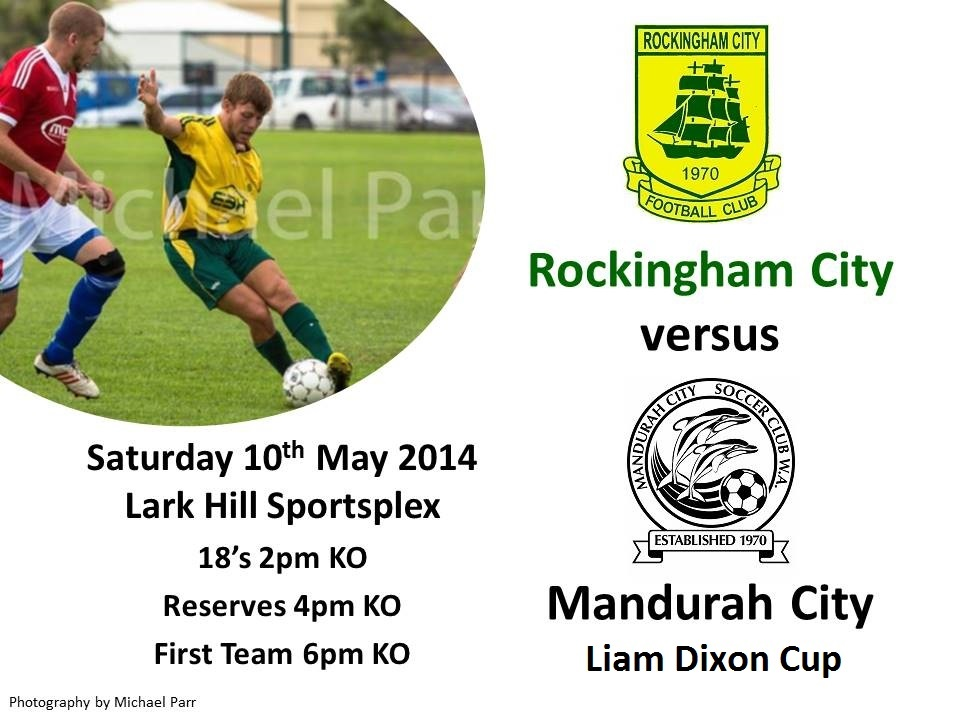 Michael Par
EBH
ROCKINGHAM CITY
1970
FOOTBALL CLUB
Rockingham City
versus
MANDURAH CITY SOCCER CLUB W.A.
ESTABLISHED 1970
Mandurah City
Liam Dixon Cup
Saturday 10th May 2014
Lark Hill Sportsplex
18's 2pm KO
Reserves 4pm KO
First Team 6pm KO
Photography by Michael Parr